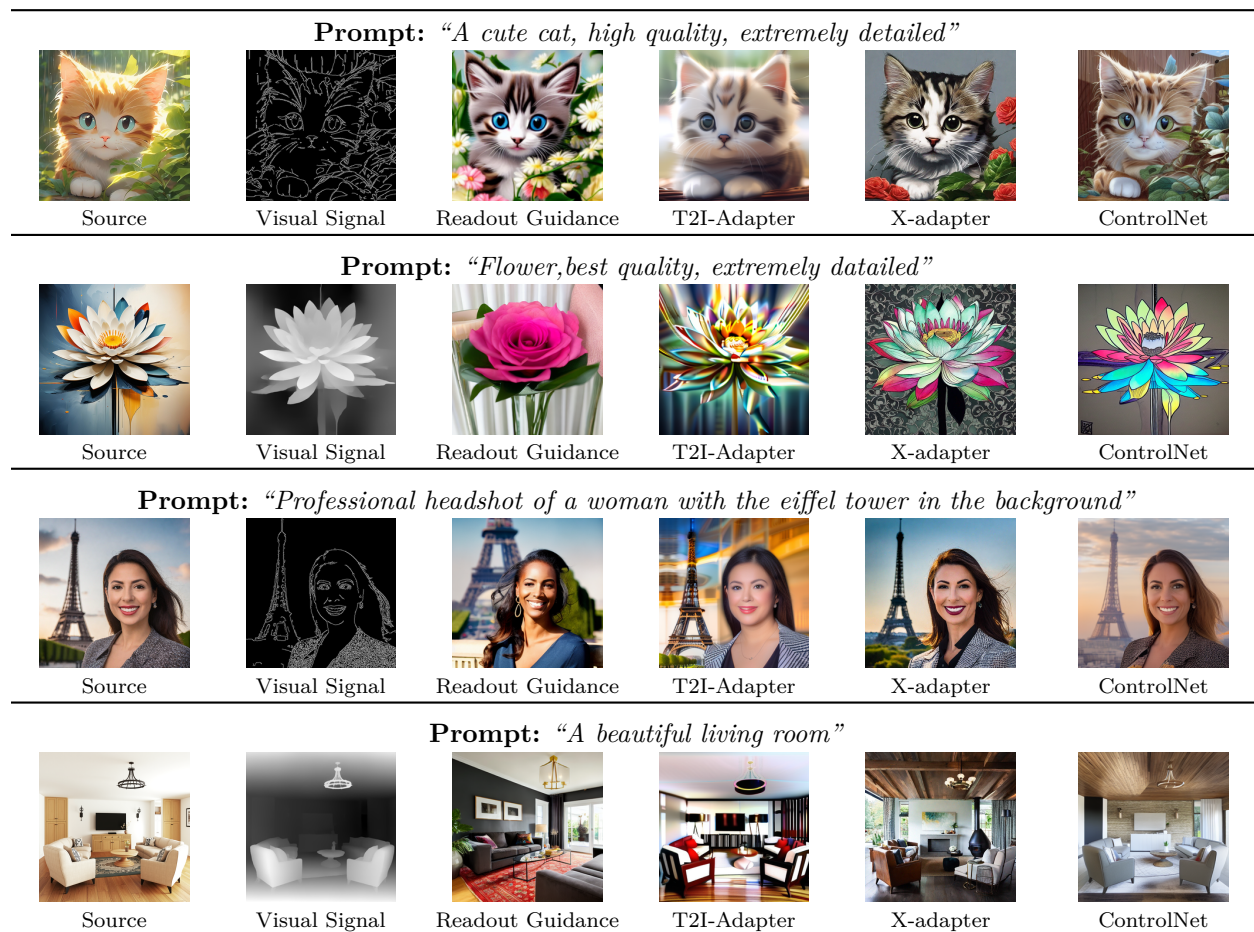 Prompt: “A cute cat, high quality, extremely detailed”
Source Visual Signal Readout Guidance T2I-Adapter X-adapter ControlNet
Prompt: “Flower,best quality, extremely datailed”
Source Visual Signal Readout Guidance T2I-Adapter X-adapter ControlNet
Prompt: “Professional headshot of a woman with the eiffel tower in the background”
Source Visual Signal Readout Guidance T2I-Adapter X-adapter ControlNet
Prompt: “A beautiful living room”
Source Visual Signal Readout Guidance T2I-Adapter X-adapter ControlNet